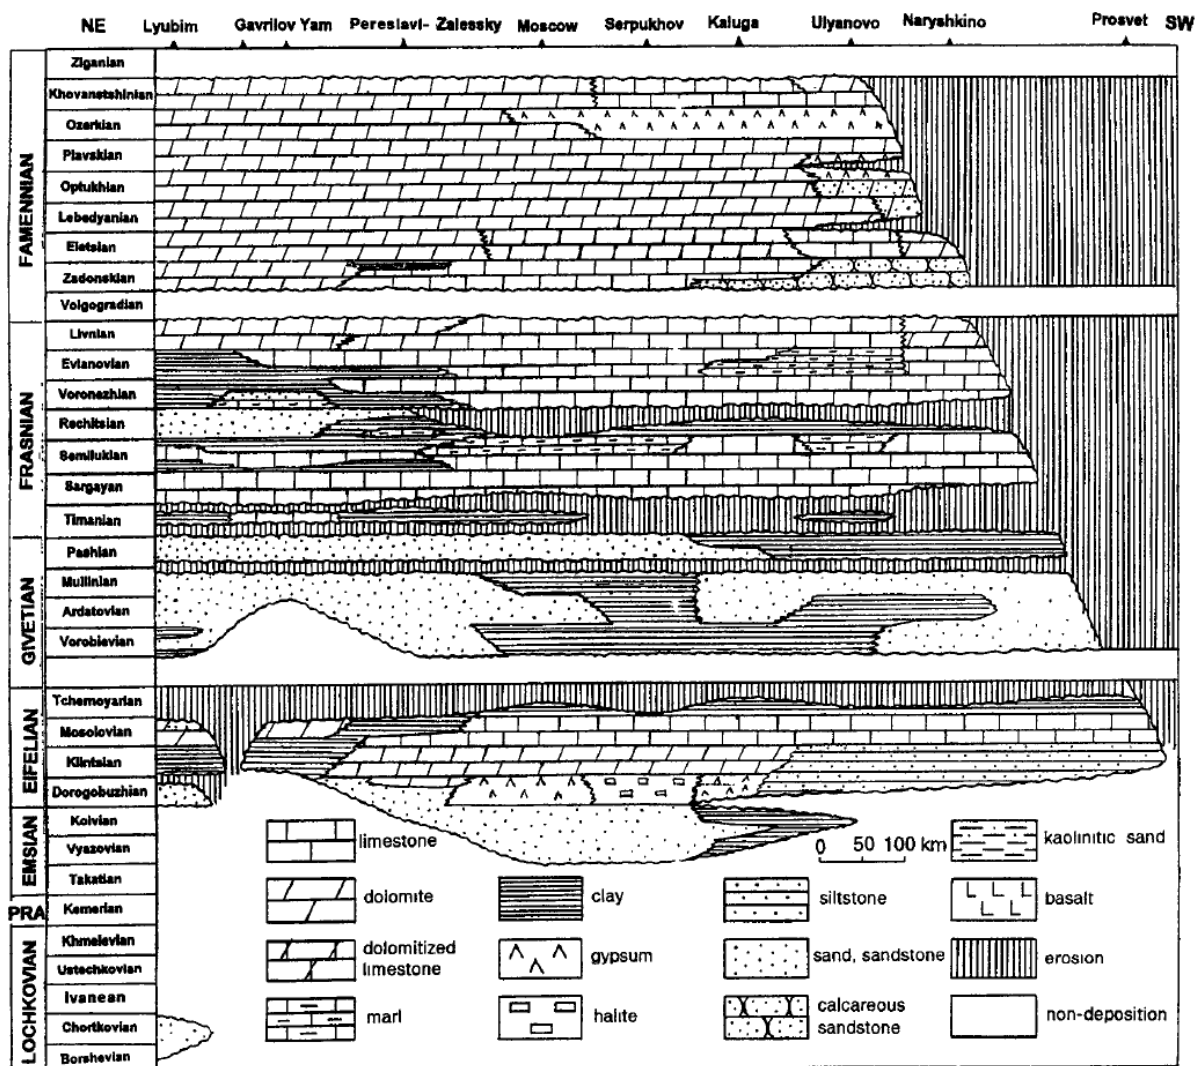 NE Lyubim Gavrilov Yam Pereslavl- Zalessky Moscow Serpukhov Kaluga Ulyanovo Naryshkino Prosvet SW
FAMENNIAN
Ziganian
Khovanetshinian
Ozerkian
Plavskian
Optukhian
Lebedyanian
Eletsian
Zadonskian
Volgogradian
FRASNIAN
Livnian
Evlanovian
Voronezhian
Rechitsian
Semilukian
Sargayan
Timanian
GIVETIAN
Pashian
Mullinian
Ardatovian
Vorobievian
EIFELIAN
Tchernoyarian
Mosolovian
Klintsian
Dorogobuzhian
EMSIAN
Koivian
Vyazovian
Takatian
PRA
Kemerian
LOCHKOVIAN
Khmelevian
Ustechkovian
Ivanean
Chortkovian
Borshevian
limestone
dolomite
dolomitized
limestone
marl
clay
gypsum
halite
0 50 100 km
siltstone
sand, sandstone
calcareous
sandstone
kaolinitic sand
basalt
erosion
non-deposition